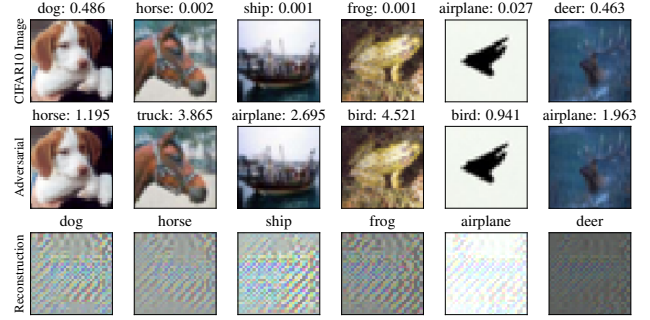 dog: 0.486 horse: 0.002 ship: 0.001 frog: 0.001 airplane: 0.027 deer: 0.463
CIFAR10 Image
horse: 1.195 truck: 3.865 airplane: 2.695 bird: 4.521 bird: 0.941 airplane: 1.963
Adversarial
dog horse ship frog airplane deer
Reconstruction